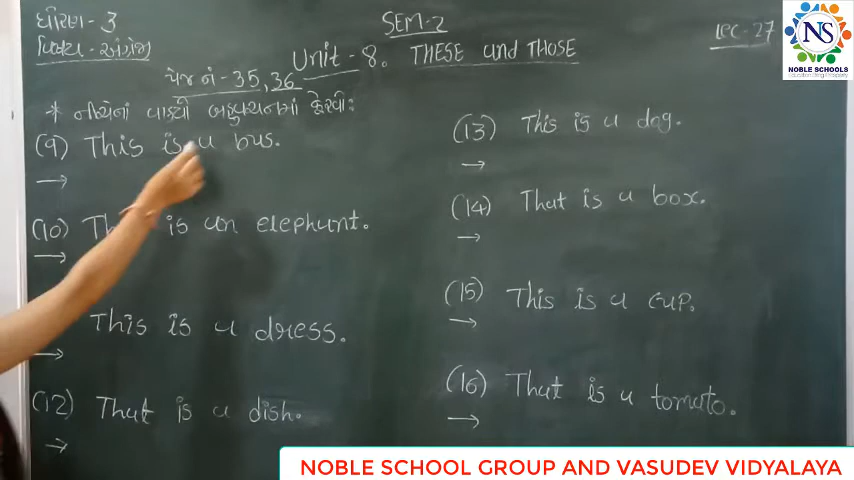 ધોરણ - 3
વિષય - અંગ્રેજી
SEM-2
Lec-27
Unit - 8. THESE and THOSE
પેજ નં - 35, 36
* નીચેનાં વાક્યો બહુવચનમાં ફેરવો:
(9) This is a bus.
→
(10) is an elephant.
→
This is a dress.
→
(12) That is a dish.
→
(13) This is a dog.
→
(14) That is a box.
→
(15) This is a cup.
→
(16) That is a tomato.
→
NS
NOBLE SCHOOLS
NOBLE SCHOOL GROUP AND VASUDEV VIDYALAYA